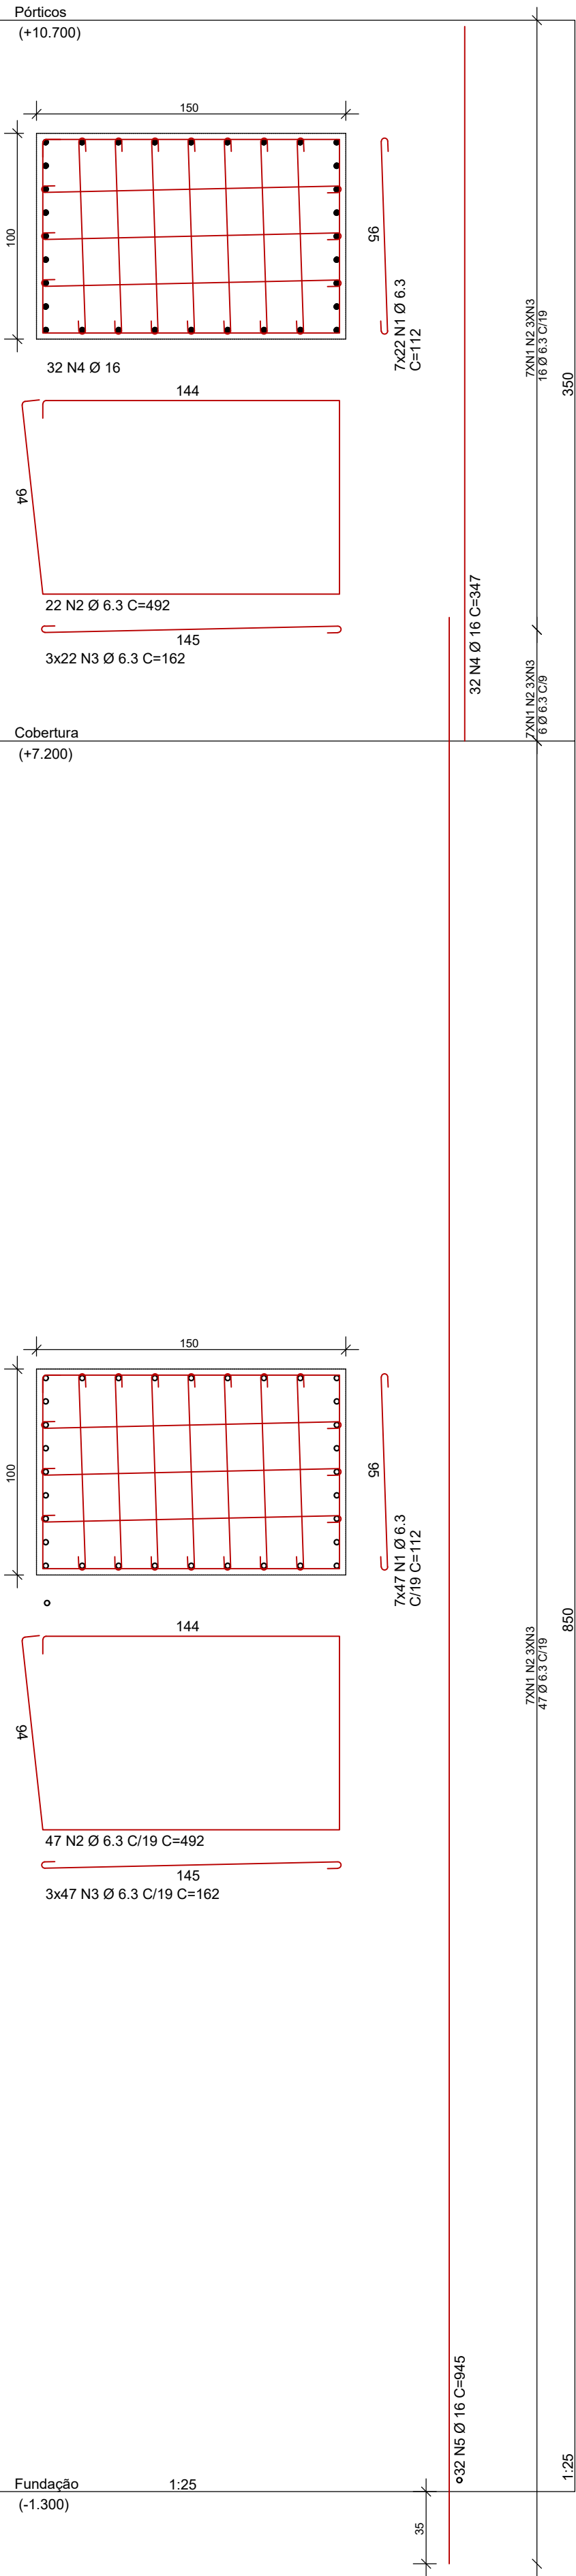 Pórticos
(+10.700)
150
100
95
7x22 N1 Ø 6.3
C=112
32 N4 Ø 16
144
94
22 N2 Ø 6.3 C=492
145
3x22 N3 Ø 6.3 C=162
32 N4 Ø 16 C=347
7XN1 N2 3XN3
16 Ø 6.3 C/19
350
7XN1 N2 3XN3
6 Ø 6.3 C/9
Cobertura
(+7.200)
150
100
95
7x47 N1 Ø 6.3
C/19 C=112
144
94
47 N2 Ø 6.3 C/19 C=492
145
3x47 N3 Ø 6.3 C/19 C=162
7XN1 N2 3XN3
47 Ø 6.3 C/19
850
32 N5 Ø 16 C=945
1:25
Fundação
1:25
(-1.300)
35